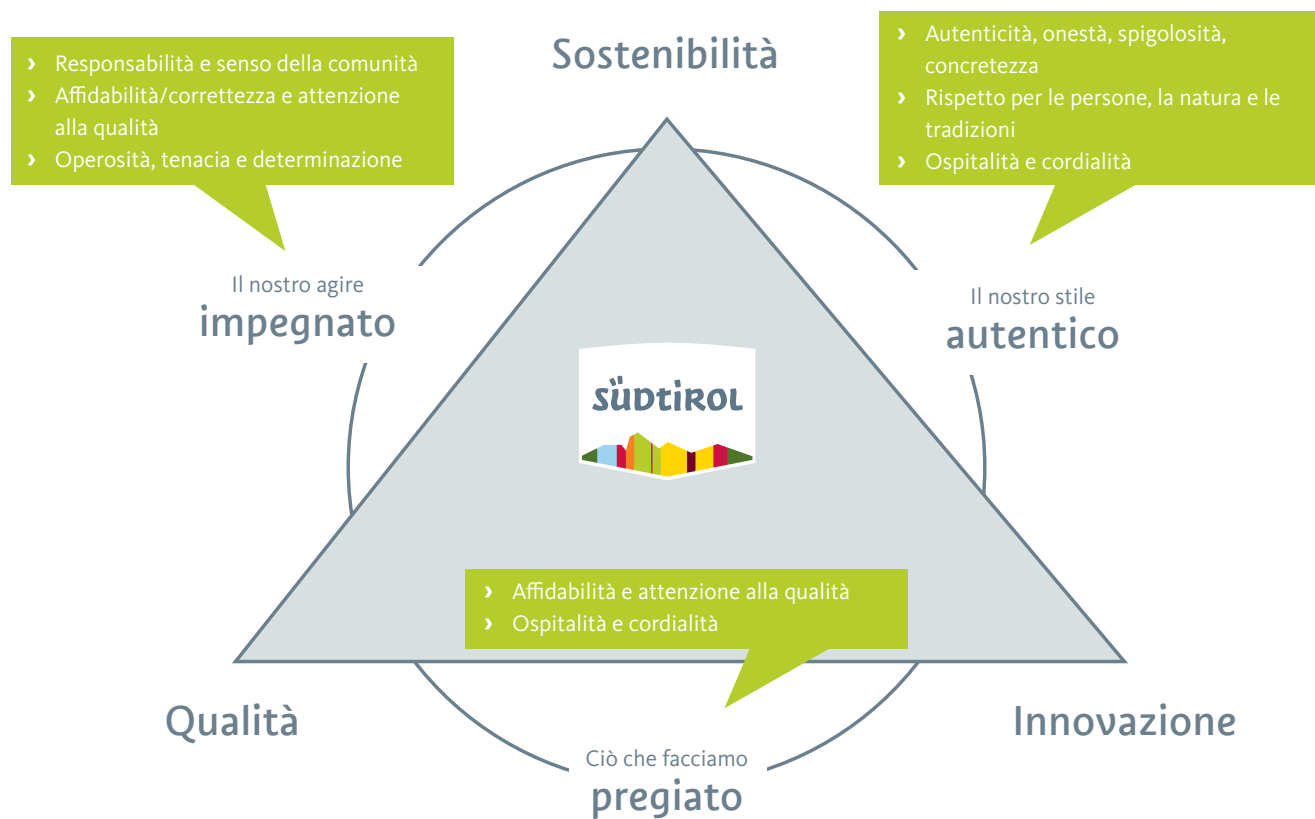 Sostenibilità
› Responsabilità e senso della comunità
› Affidabilità/correttezza e attenzione
alla qualità
› Operosità, tenacia e determinazione
› Autenticità, onestà, spigolosità,
concretezza
› Rispetto per le persone, la natura e le
tradizioni
› Ospitalità e cordialità
Il nostro agire
impegnato
Il nostro stile
autentico
SÜDTIROL
› Affidabilità e attenzione alla qualità
› Ospitalità e cordialità
Qualità
Innovazione
Ciò che facciamo
pregiato